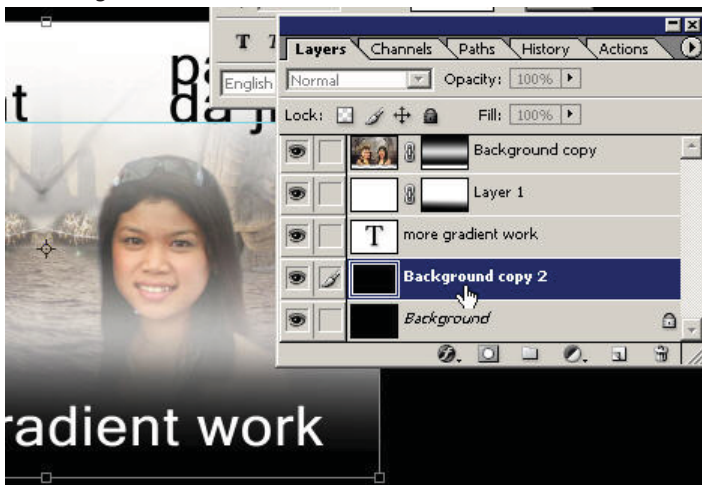 T
Layers Channels Paths History Actions
English
Normal Opacity: 100%
Lock: Fill: 100%
Background copy
Layer 1
T more gradient work
Background copy 2
Background
radient work